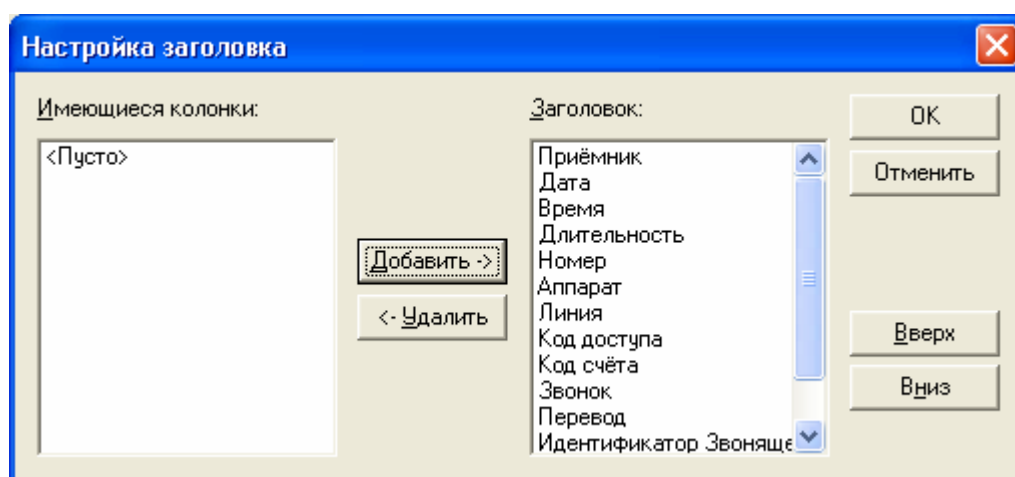 Настройка заголовка
Имеющиеся колонки:
<Пусто>
Добавить ->
<- Удалить
Заголовок:
Приёмник
Дата
Время
Длительность
Номер
Аппарат
Линия
Код доступа
Код счёта
Звонок
Перевод
Идентификатор Звоняще
OK
Отменить
Вверх
Вниз